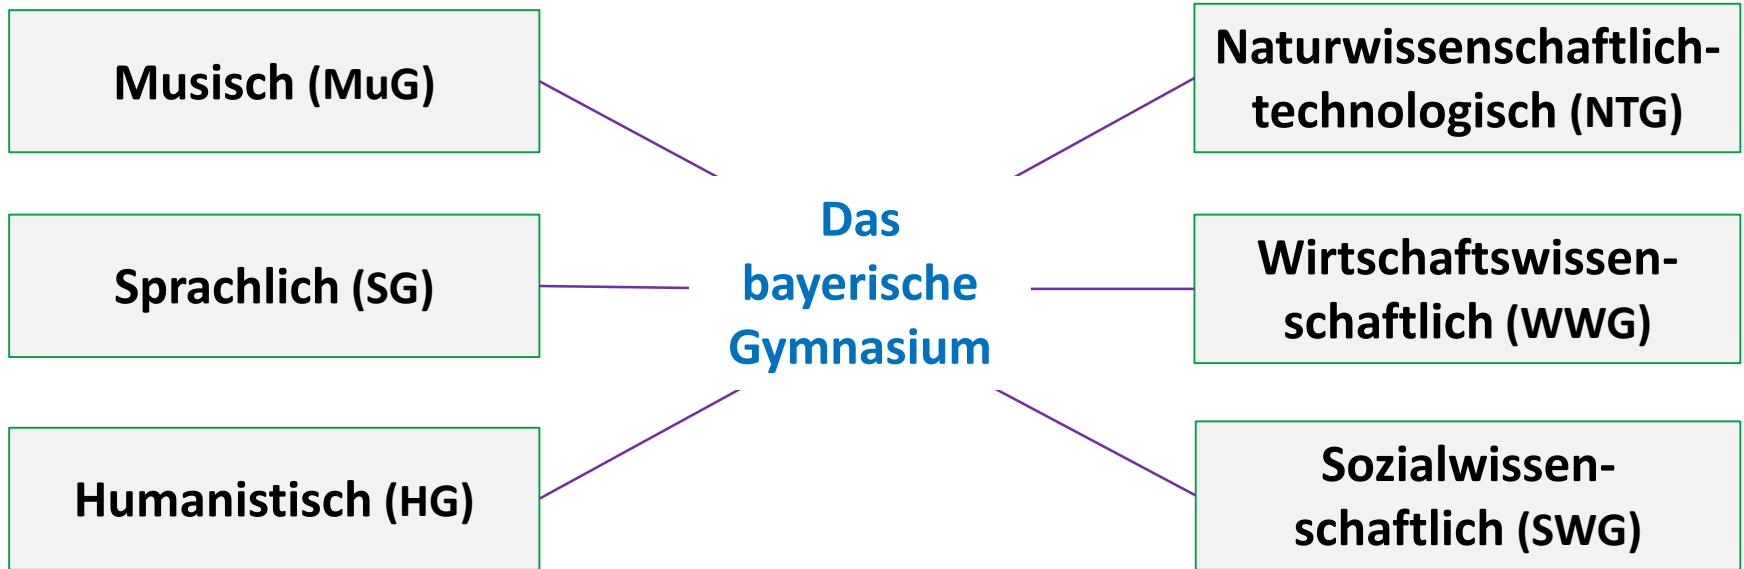 Musisch (MuG)
Sprachlich (SG)
Humanistisch (HG)
Das
bayerische
Gymnasium
Naturwissenschaftlich-
technologisch (NTG)
Wirtschaftswissen-
schaftlich (WWG)
Sozialwissen-
schaftlich (SWG)